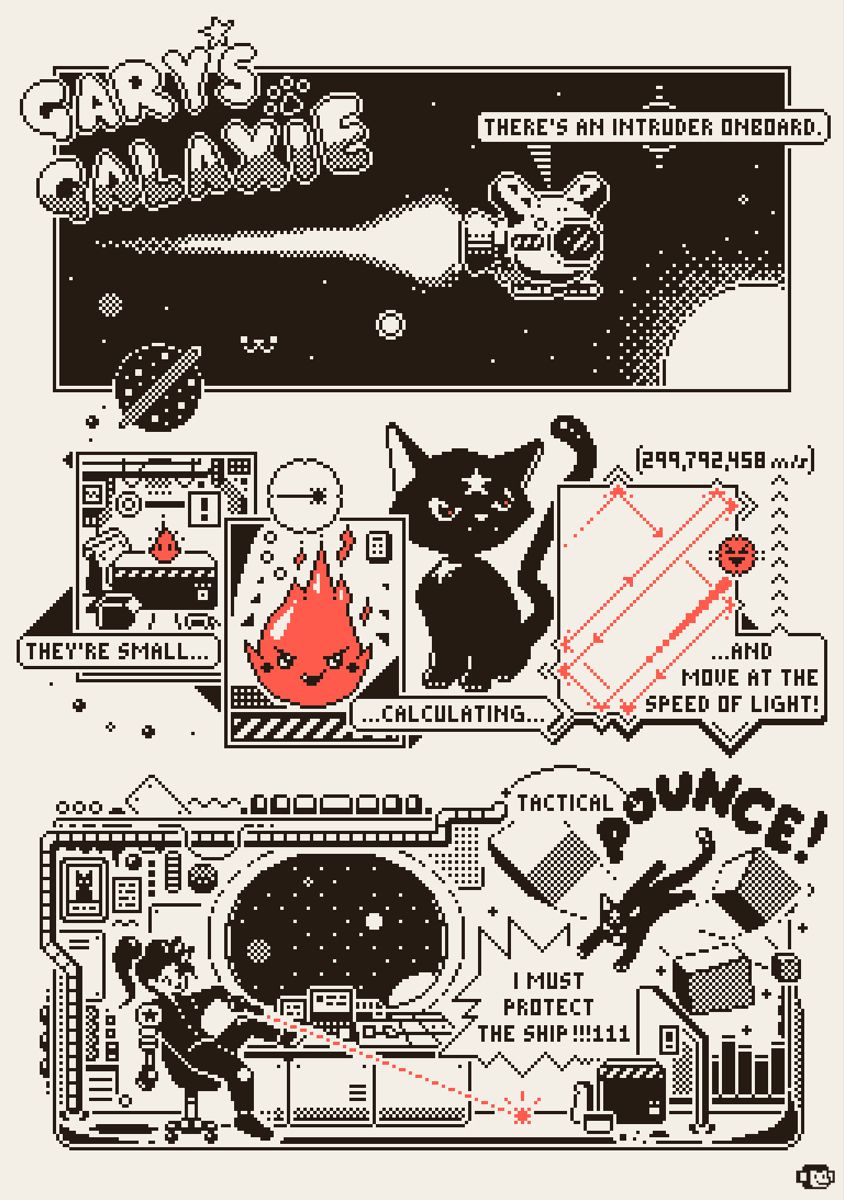 GARY'S
GALAXIE
THERE'S AN INTRUDER ONBOARD.
THEY'RE SMALL...
...CALCULATING...
(299,792,458 m/s)
...AND
MOVE AT THE
SPEED OF LIGHT!
TACTICAL
POUNCE!
I MUST
PROTECT
THE SHIP!!!111